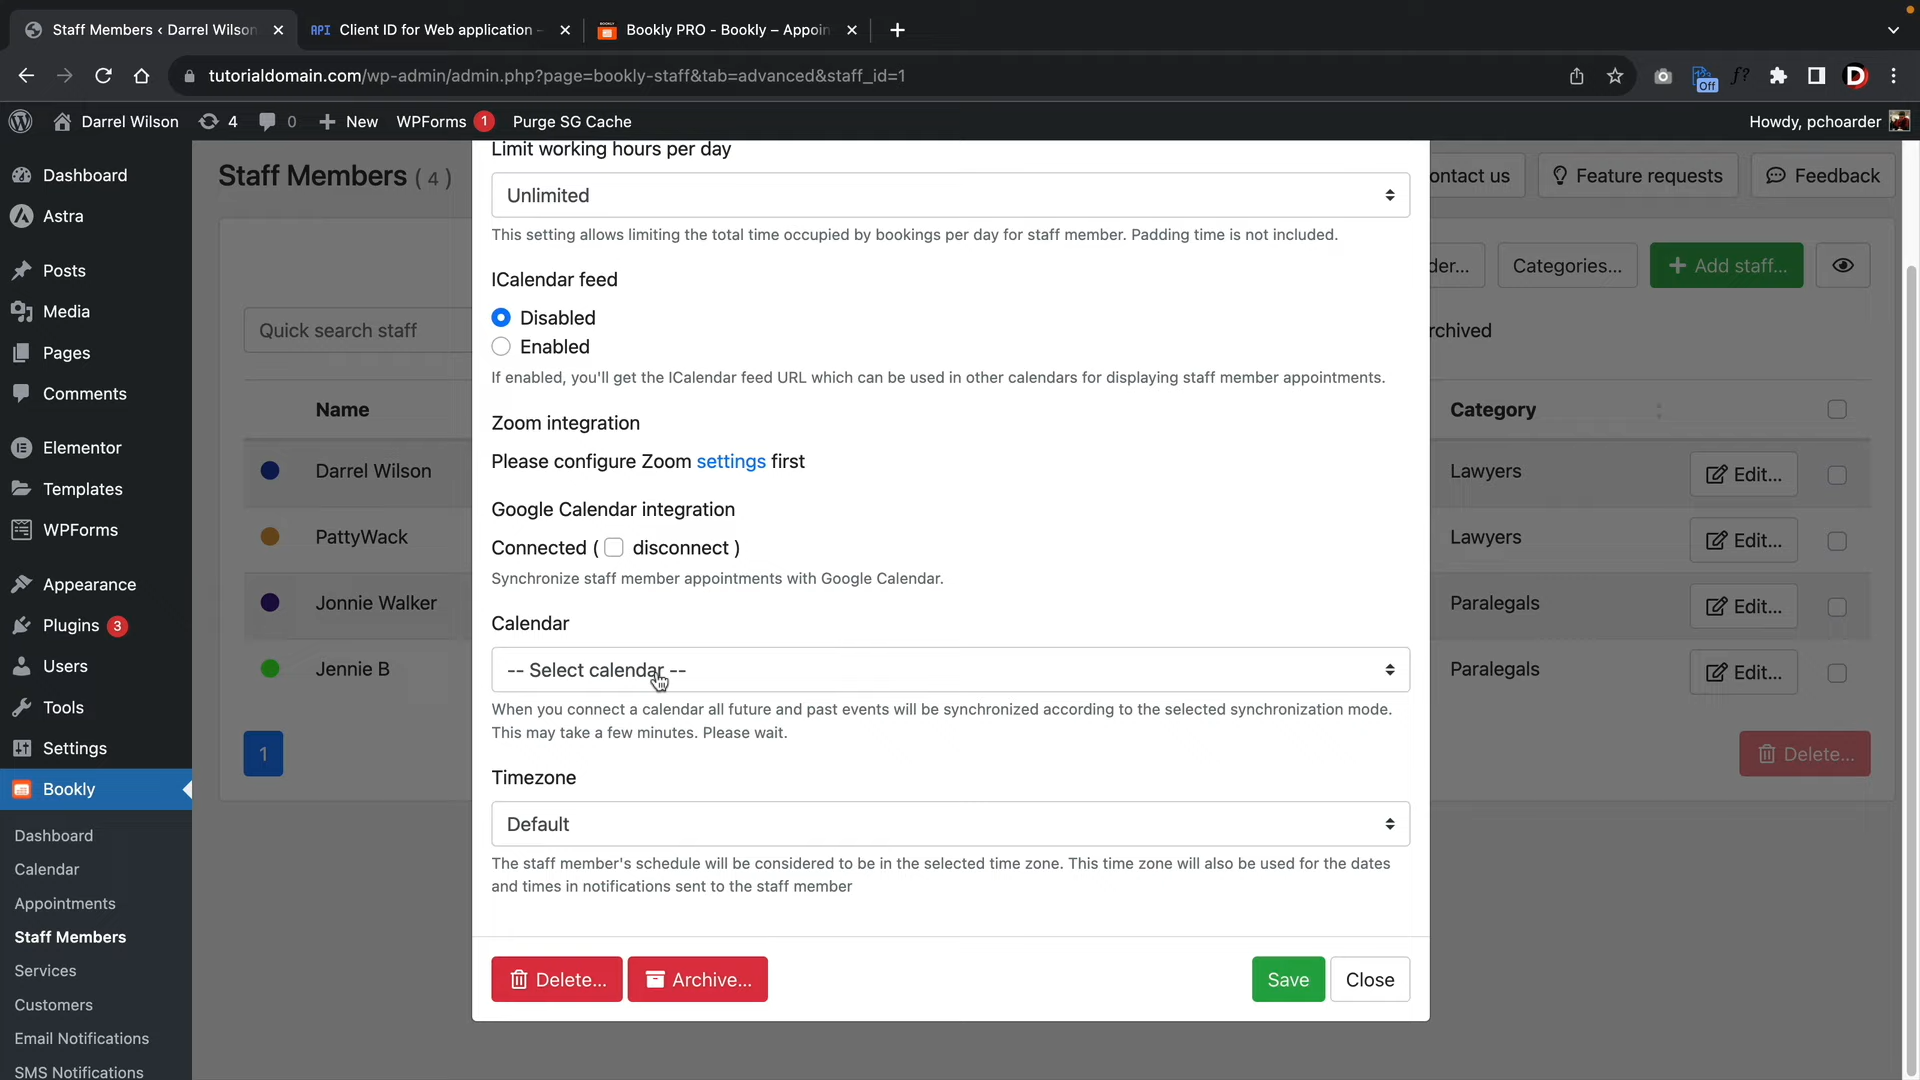 Staff Members ‹ Darrel Wilson
API Client ID for Web application -
BOOKLY Bookly PRO - Bookly – Appoin
tutorialdomain.com/wp-admin/admin.php?page=bookly-staff&tab=advanced&staff_id=1
f?
Off
D
Darrel Wilson
4
0
New
WPForms 1
Purge SG Cache
Howdy, pchoarder
Dashboard
Astra
Posts
Media
Pages
Comments
Elementor
Templates
WPForms
Appearance
Plugins 3
Users
Tools
Settings
Bookly
Dashboard
Calendar
Appointments
Staff Members
Services
Customers
Email Notifications
SMS Notifications
Staff Members ( 4 )
ontact us
Feature requests
Feedback
der...
Categories...
+ Add staff...
Quick search staff
rchived
Name
Category
Darrel Wilson
Lawyers
Edit...
PattyWack
Lawyers
Edit...
Jonnie Walker
Paralegals
Edit...
Jennie B
Paralegals
Edit...
1
Delete...
Limit working hours per day
Unlimited
This setting allows limiting the total time occupied by bookings per day for staff member. Padding time is not included.
ICalendar feed
Disabled
Enabled
If enabled, you'll get the ICalendar feed URL which can be used in other calendars for displaying staff member appointments.
Zoom integration
Please configure Zoom settings first
Google Calendar integration
Connected ( disconnect )
Synchronize staff member appointments with Google Calendar.
Calendar
-- Select calendar --
When you connect a calendar all future and past events will be synchronized according to the selected synchronization mode.
This may take a few minutes. Please wait.
Timezone
Default
The staff member's schedule will be considered to be in the selected time zone. This time zone will also be used for the dates
and times in notifications sent to the staff member
Delete...
Archive...
Save
Close